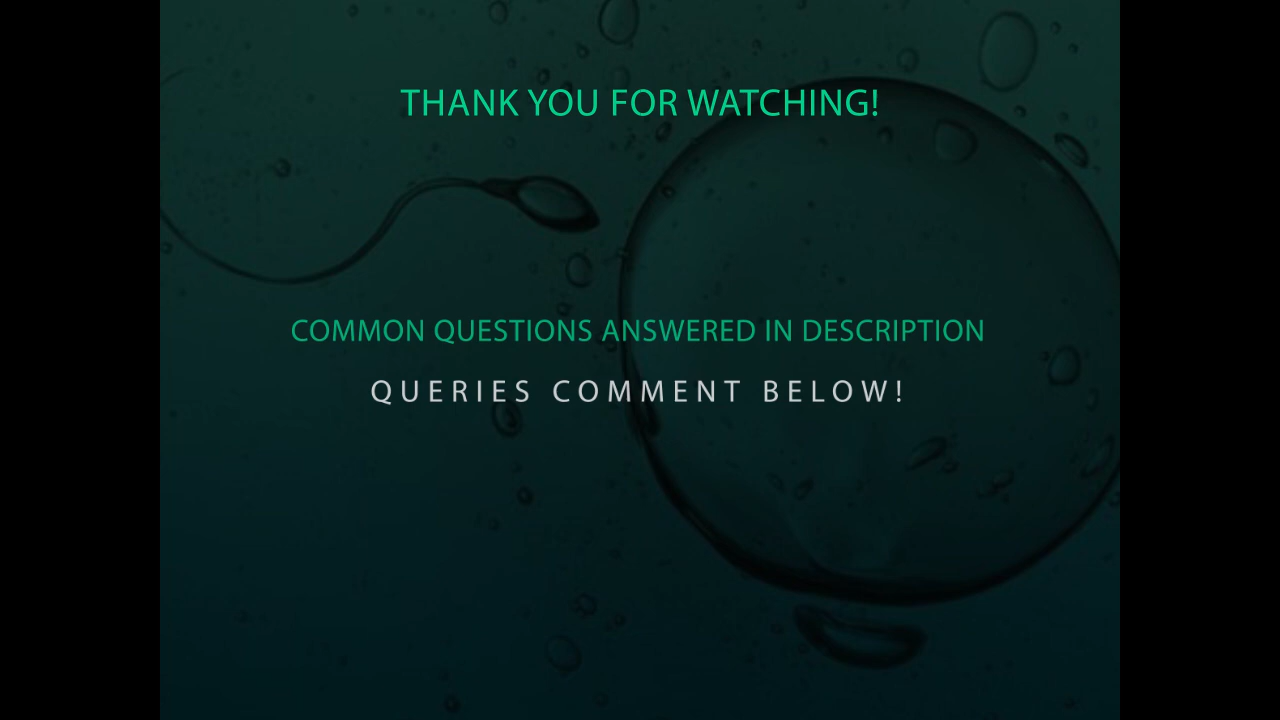 THANK YOU FOR WATCHING!
COMMON QUESTIONS ANSWERED IN DESCRIPTION
QUERIES COMMENT BELOW!